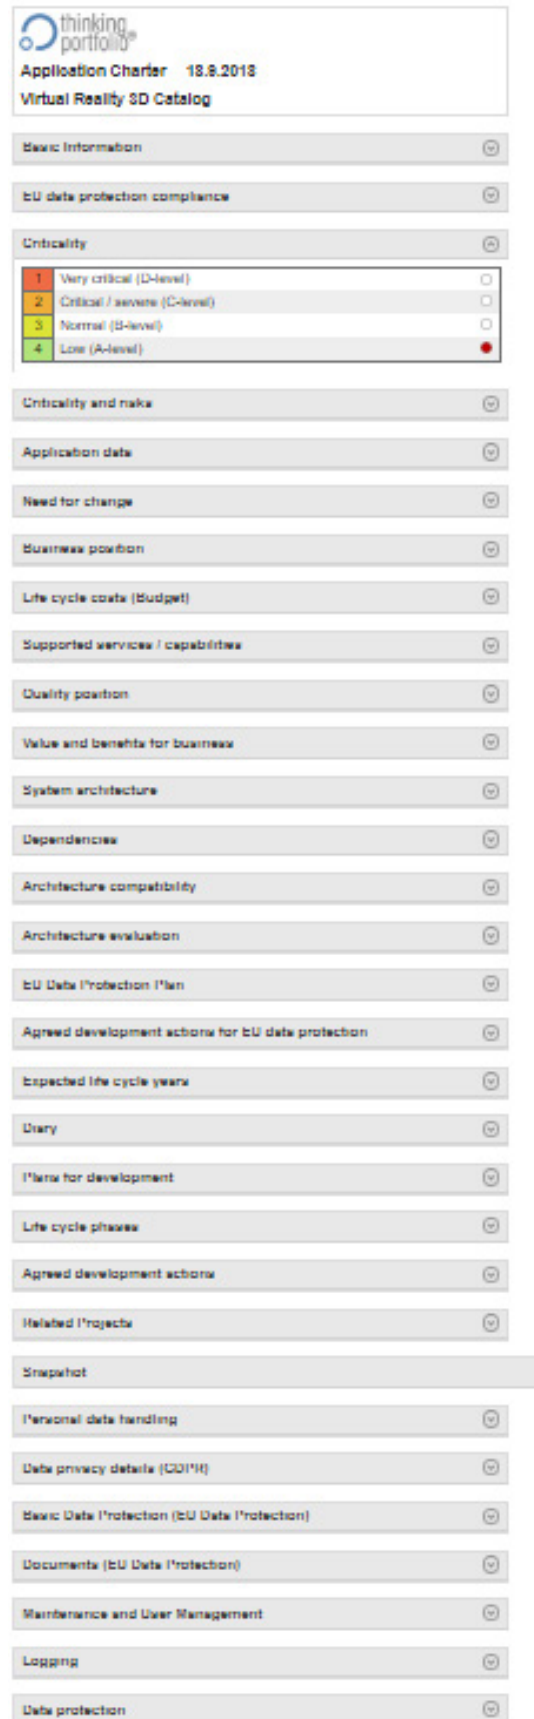 thinking
portfolio®
Application Charter 18.9.2018
Virtual Reality 3D Catalog
Basic Information
EU data protection compliance
Criticality
1 Very critical (D-level)
2 Critical / severe (C-level)
3 Normal (B-level)
4 Low (A-level)
Criticality and risks
Application data
Need for change
Business position
Life cycle costs (Budget)
Supported services / capabilities
Quality position
Value and benefits for business
System architecture
Dependencies
Architecture compatibility
Architecture evaluation
EU Data Protection Plan
Agreed development actions for EU data protection
Expected life cycle years
Diary
Plans for development
Life cycle phases
Agreed development actions
Related Projects
Snapshot
Personal data handling
Data privacy details (GDPR)
Basic Data Protection (EU Data Protection)
Documents (EU Data Protection)
Maintenance and User Management
Logging
Data protection